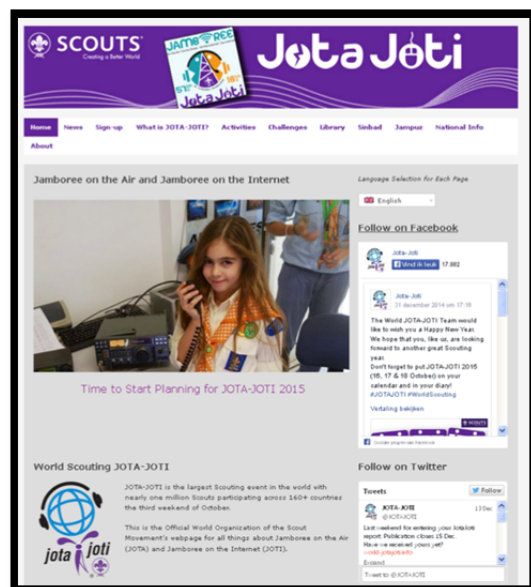 SCOUTS
Creating a Better World
JAMBOREE
57th
18th
JotaJoti
JotaJoti
Home News Sign-up What is JOTA-JOTI? Activities Challenges Library Sinbad Jampuz National Info
About
Jamboree on the Air and Jamboree on the Internet
Time to Start Planning for JOTA-JOTI 2015
World Scouting JOTA-JOTI
JOTA-JOTI is the largest Scouting event in the world with
nearly one million Scouts participating across 160+ countries
the third weekend of October.
This is the Official World Organization of the Scout
Movement's webpage for all things about Jamboree on the Air
(JOTA) and Jamboree on the Internet (JOTI).
jota joti
Language Selection for Each Page
English
Follow on Facebook
Jota-Joti
Vind ik leuk 17.882
Jota-Joti
31 december 2014 om 17:16
The World JOTA-JOTI Team would
like to wish you a Happy New Year.
We hope that you, like us, are looking
forward to another great Scouting
year.
Don't forget to put JOTA-JOTI 2015
(16, 17 & 18 October) on your
calendar and in your diary!
#JOTAJOTI #WorldScouting
Vertaling bekijken
SCOUTS
Follow on Twitter
Tweets Follow
JOTA-JOTI 13 Dec
@JOTAJOTI
Last weekend for entering your JotaJoti
report. Publication closes 15 Dec.
Have we received yours yet?
world-jotajoti.info
Expand
Tweet to @JOTAJOTI